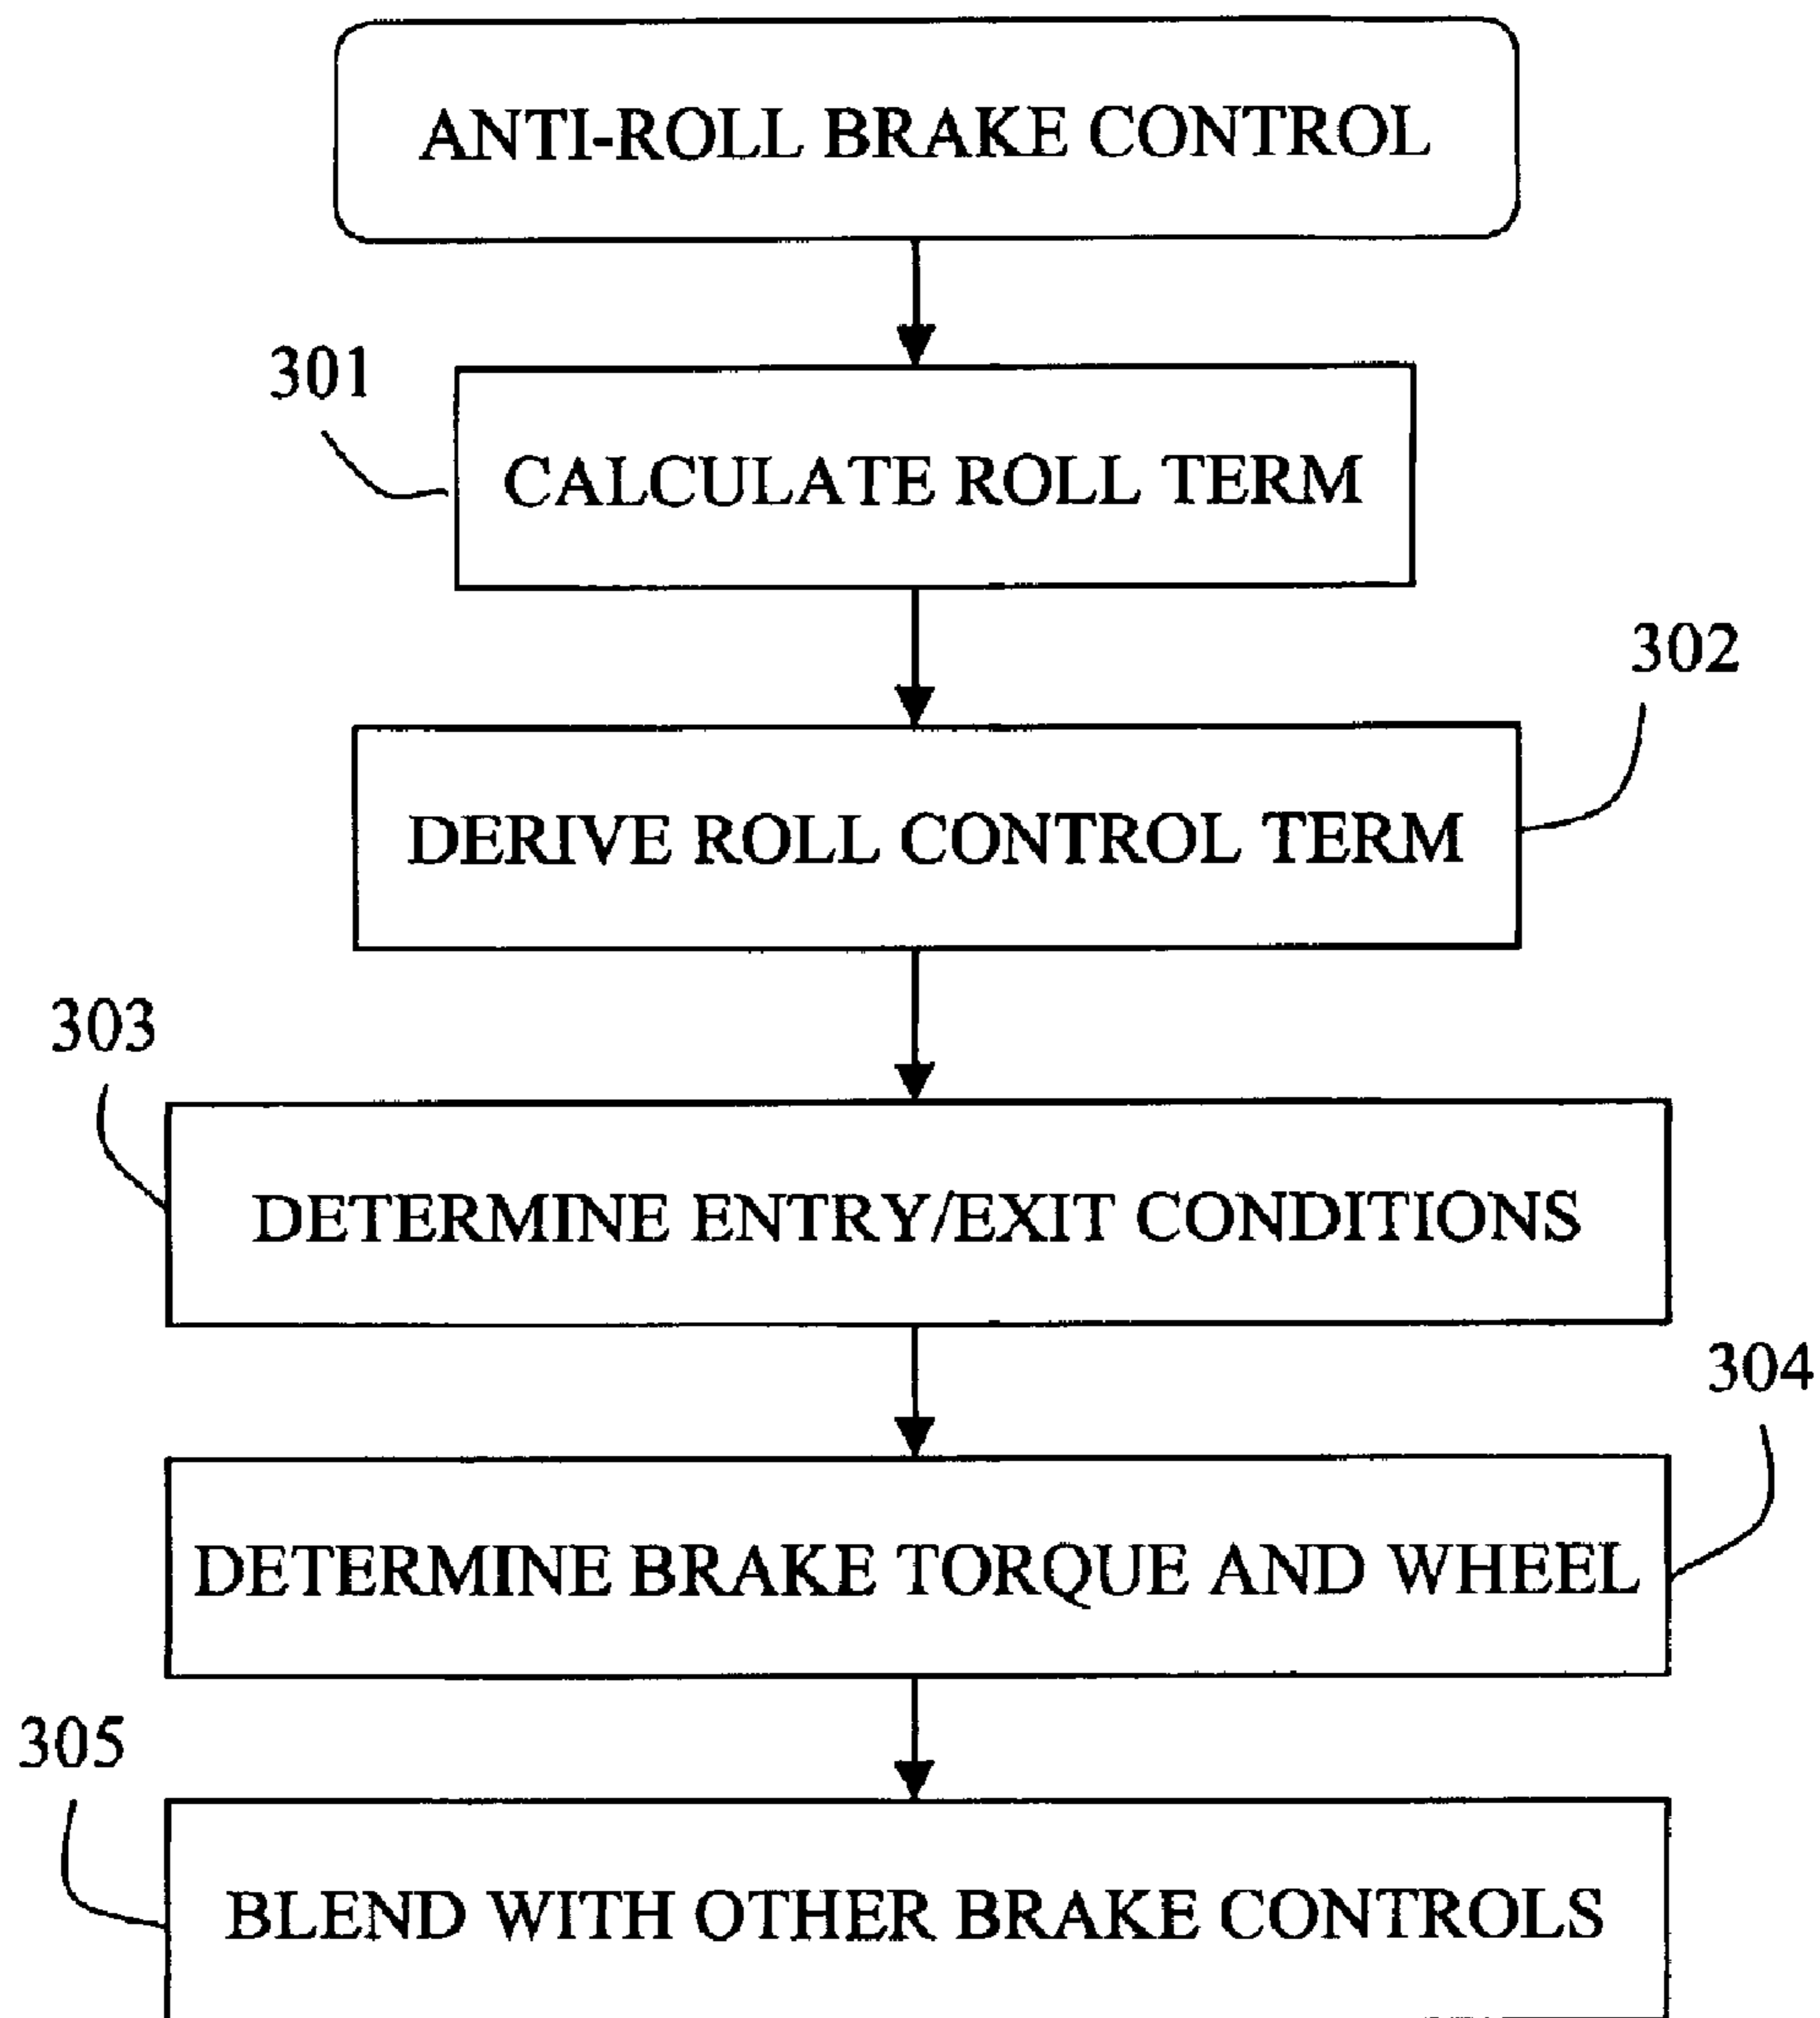 ANTI-ROLL BRAKE CONTROL
301
CALCULATE ROLL TERM
302
DERIVE ROLL CONTROL TERM
303
DETERMINE ENTRY/EXIT CONDITIONS
304
DETERMINE BRAKE TORQUE AND WHEEL
305
BLEND WITH OTHER BRAKE CONTROLS